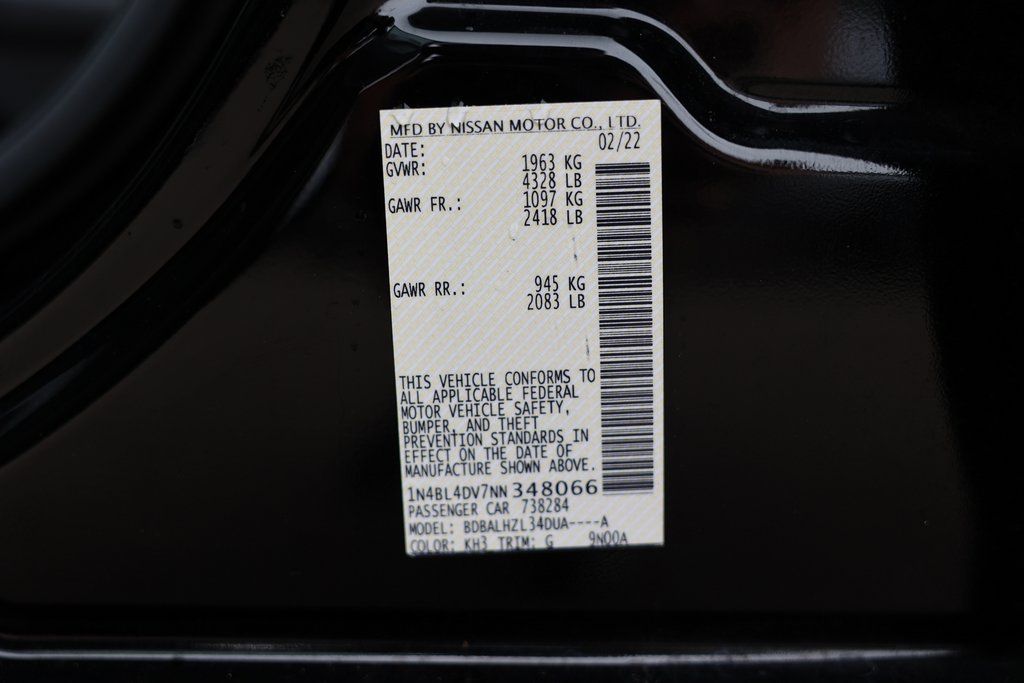 MFD BY NISSAN MOTOR CO., LTD.
DATE: 02/22
GVWR: 1963 KG
4328 LB
GAWR FR.: 1097 KG
2418 LB
GAWR RR.: 945 KG
2083 LB
THIS VEHICLE CONFORMS TO
ALL APPLICABLE FEDERAL
MOTOR VEHICLE SAFETY,
BUMPER, AND THEFT
PREVENTION STANDARDS IN
EFFECT ON THE DATE OF
MANUFACTURE SHOWN ABOVE.
1N4BL4DV7NN348066
PASSENGER CAR 738284
MODEL: BDBALHZL34DUA----A
COLOR: KH3 TRIM: G 9N00A